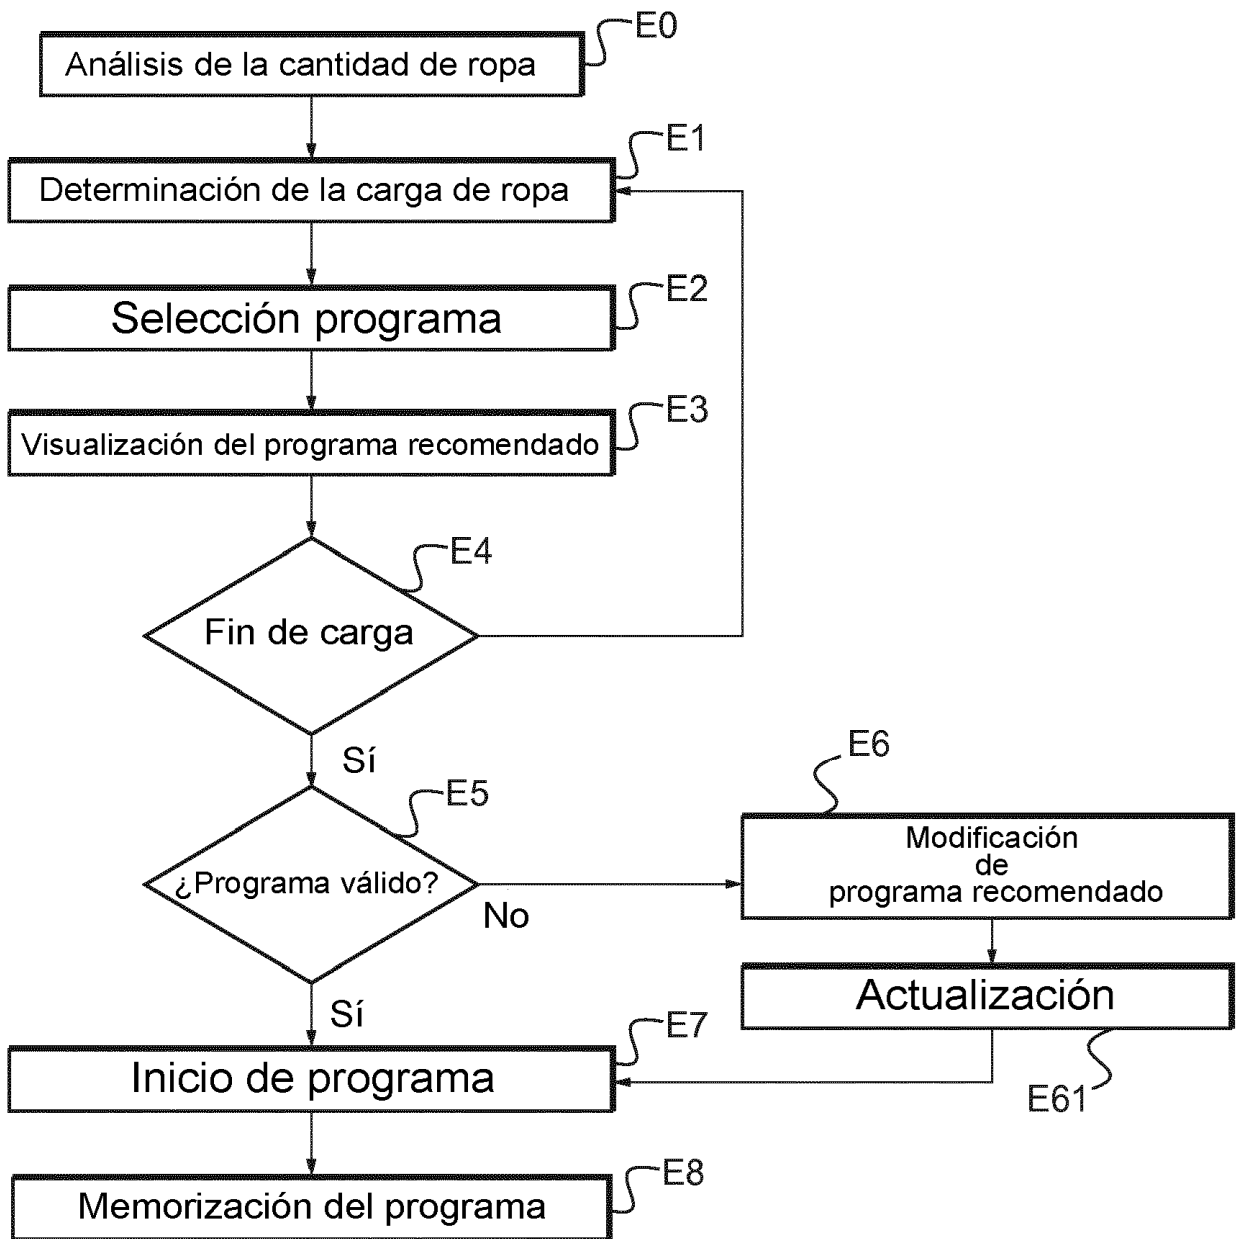 E0
Análisis de la cantidad de ropa
E1
Determinación de la carga de ropa
E2
Selección programa
E3
Visualización del programa recomendado
E4
Fin de carga
Sí
E5
¿Programa válido?
No
E6
Modificación
de
programa recomendado
Actualización
E61
Sí
E7
Inicio de programa
E8
Memorización del programa